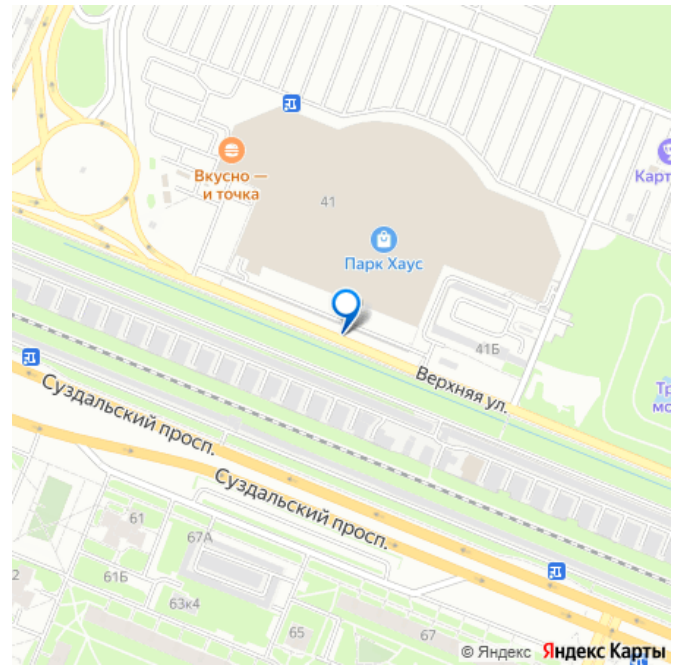 Вкусно —
и точка
41
Карт
Парк Хаус
41Б
Верхняя ул.
Тр
мо
Суздальский просп.
Суздальский просп.
61
67А
2
61Б
63к4
65
67
© Яндекс Яндекс Карты